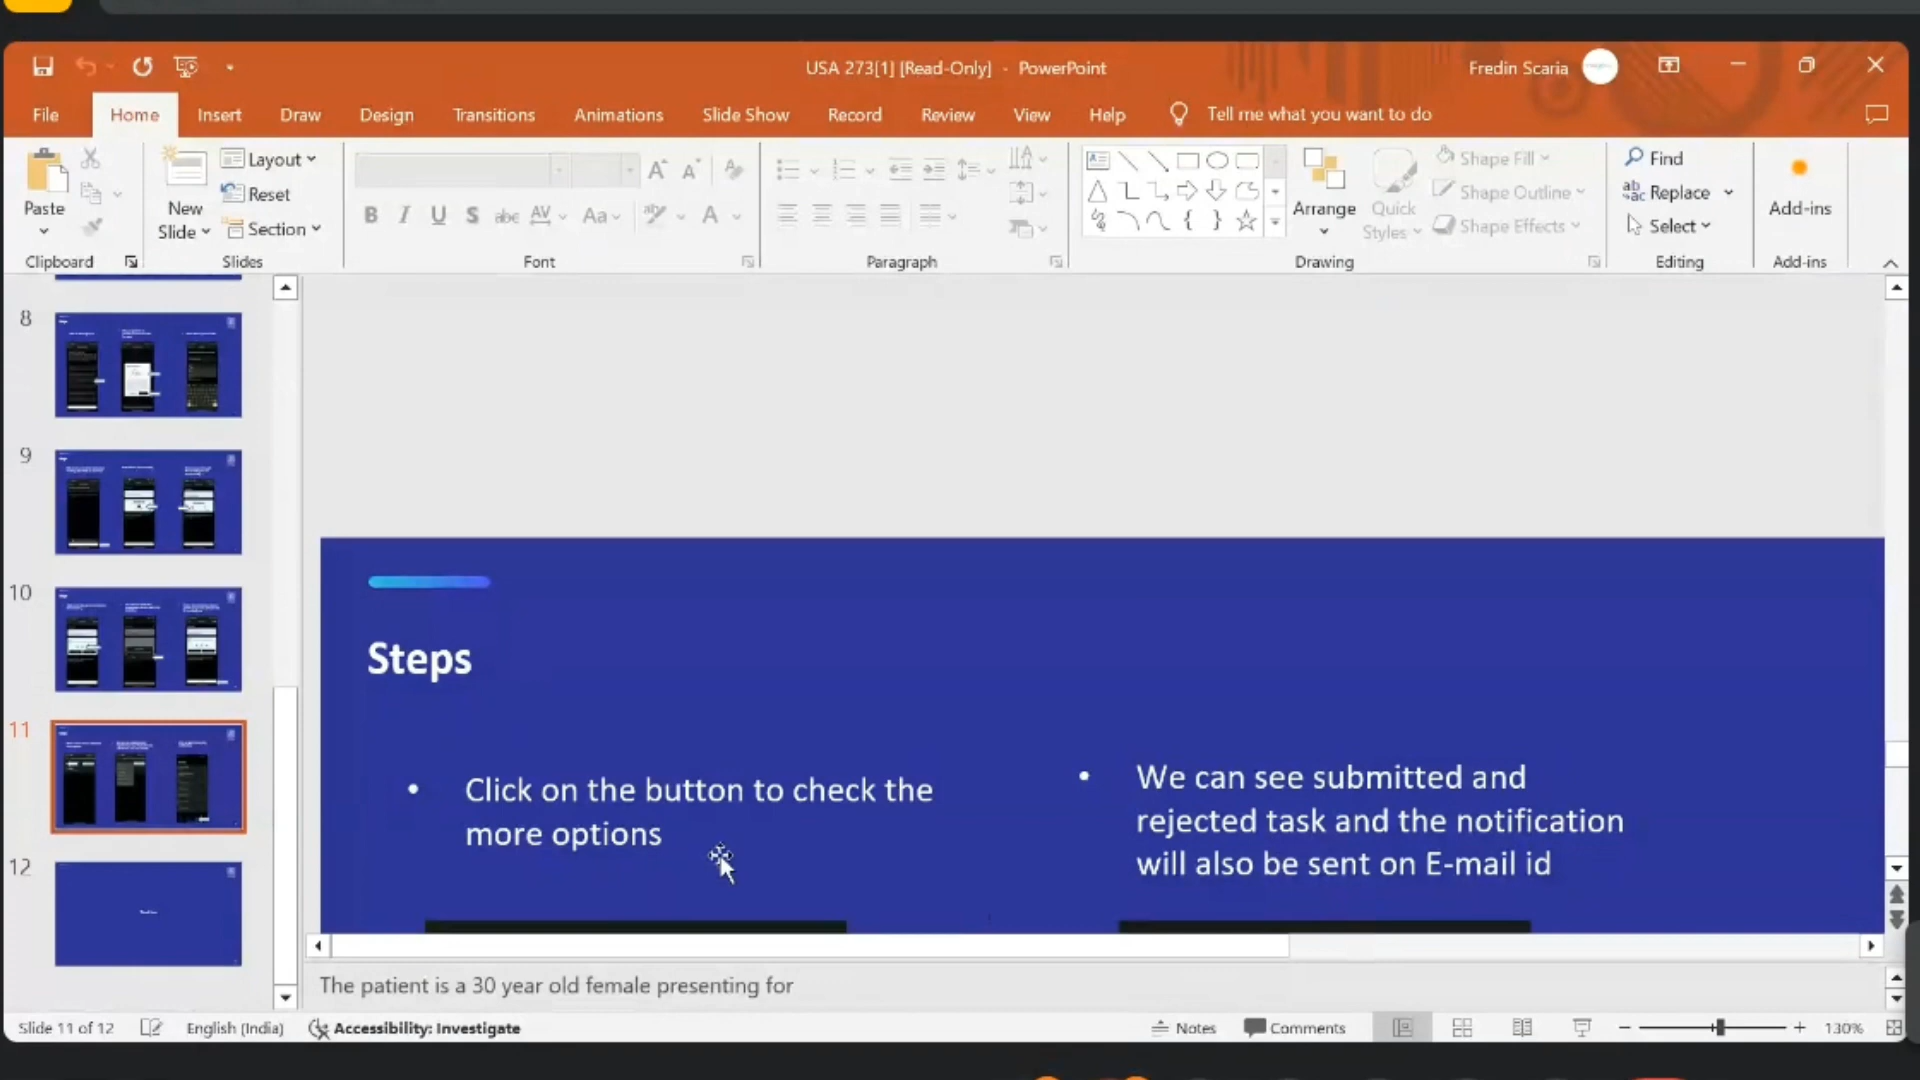 USA 273[1] [Read-Only] - PowerPoint
Fredin Scaria
File Home Insert Draw Design Transitions Animations Slide Show Record Review View Help Tell me what you want to do
Paste
Clipboard
New
Slide
Layout
Reset
Section
Slides
B I U S abc AV Aa A
Font
Paragraph
Arrange
Quick
Styles
Shape Fill
Shape Outline
Shape Effects
Drawing
Find
Replace
Select
Editing
Add-ins
Add-ins
8
9
10
11
12
Steps
• Click on the button to check the
more options
• We can see submitted and
rejected task and the notification
will also be sent on E-mail id
The patient is a 30 year old female presenting for
Slide 11 of 12 English (India) Accessibility: Investigate Notes Comments 130%